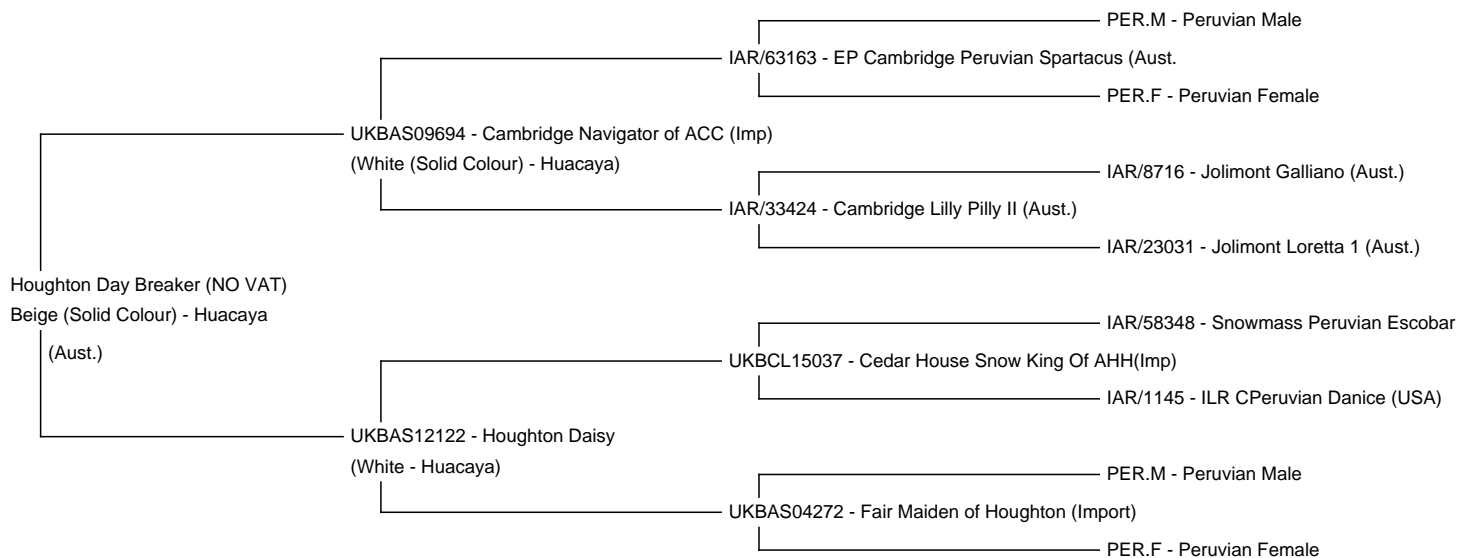 PER.M - Peruvian Male
IAR/63163 - EP Cambridge Peruvian Spartacus (Aust.
PER.F - Peruvian Female
UKBAS09694 - Cambridge Navigator of ACC (Imp)
(White (Solid Colour) - Huacaya)
IAR/8716 - Jolimont Galliano (Aust.)
IAR/33424 - Cambridge Lilly Pilly II (Aust.)
IAR/23031 - Jolimont Loretta 1 (Aust.)
Houghton Day Breaker (NO VAT)
Beige (Solid Colour) - Huacaya
(Aust.)
IAR/58348 - Snowmass Peruvian Escobar
UKBCL15037 - Cedar House Snow King Of AHH(Imp)
IAR/1145 - ILR CPeruvian Danice (USA)
UKBAS12122 - Houghton Daisy
(White - Huacaya)
PER.M - Peruvian Male
UKBAS04272 - Fair Maiden of Houghton (Import)
PER.F - Peruvian Female